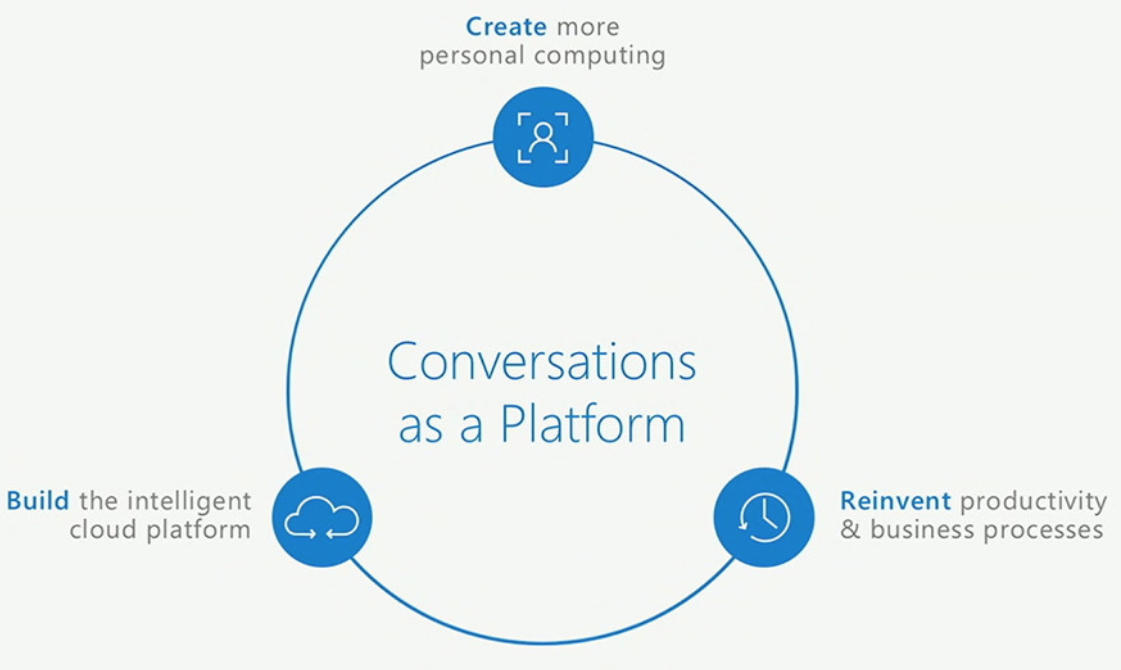 Create more
personal computing
Conversations
as a Platform
Build the intelligent
cloud platform
Reinvent productivity
& business processes